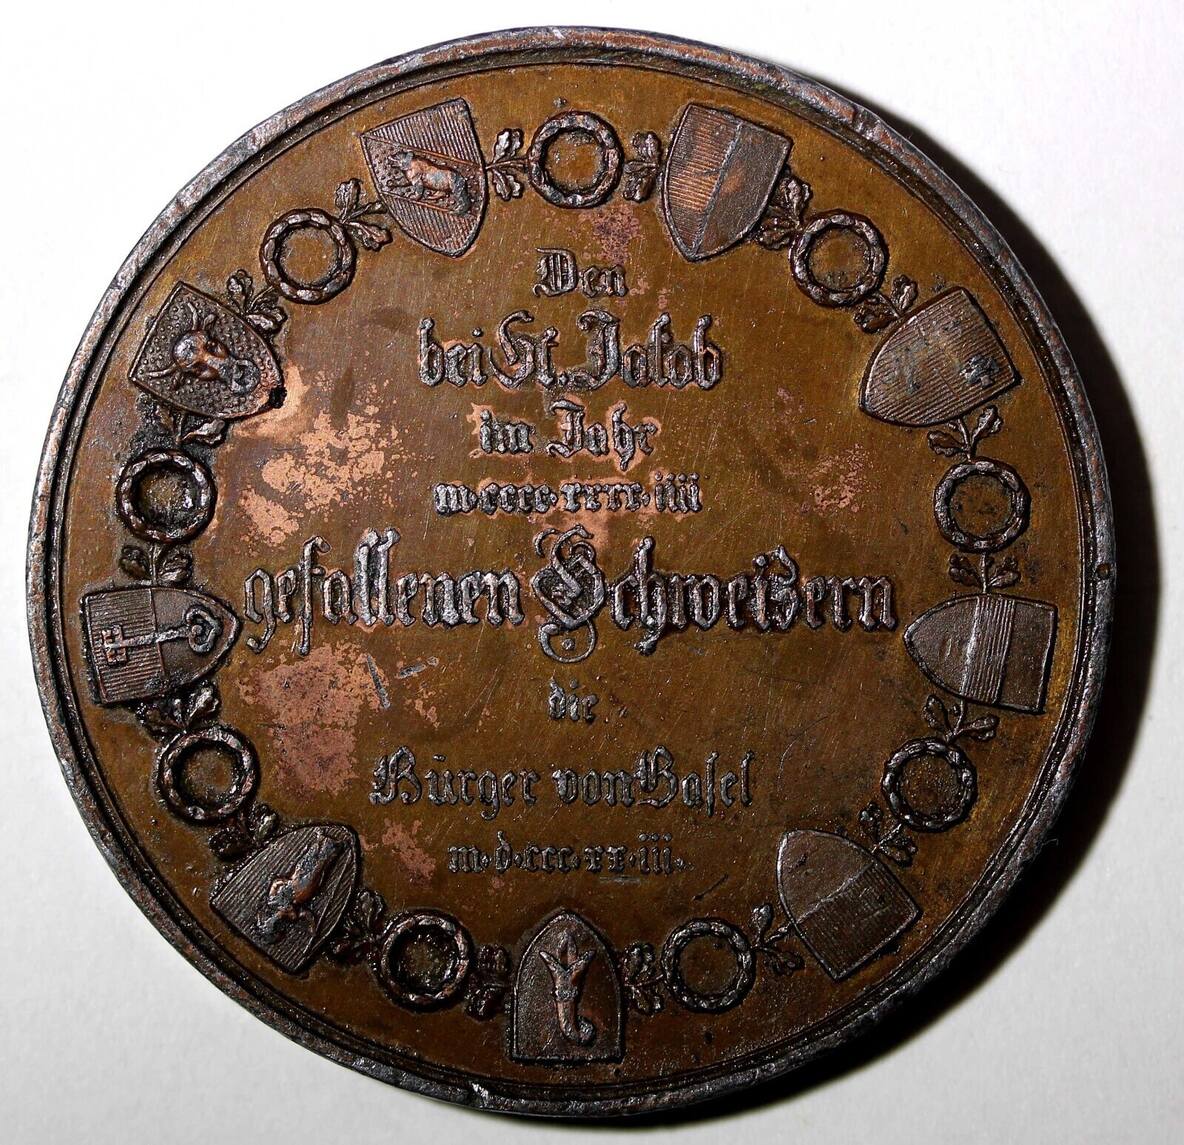 Den
bei St. Jakob
im Jahr
m·cccc·xxxx·iiii
gefallenen Schweizern
die
Bürger von Basel
m·d·ccc·xx·iii·